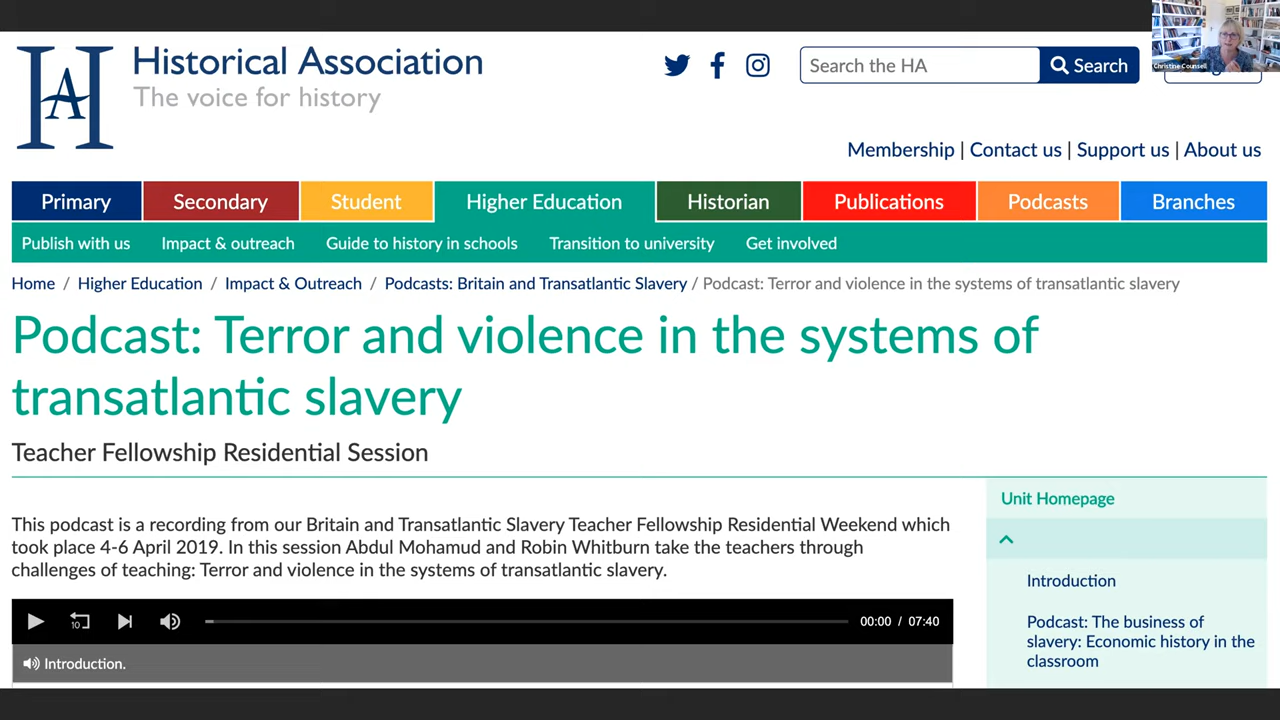 Historical Association
The voice for history
Search the HA
Search
Christine Counsell
Membership | Contact us | Support us | About us
Primary
Secondary
Student
Higher Education
Historian
Publications
Podcasts
Branches
Publish with us
Impact & outreach
Guide to history in schools
Transition to university
Get involved
Home / Higher Education / Impact & Outreach / Podcasts: Britain and Transatlantic Slavery / Podcast: Terror and violence in the systems of transatlantic slavery
Podcast: Terror and violence in the systems of
transatlantic slavery
Teacher Fellowship Residential Session
This podcast is a recording from our Britain and Transatlantic Slavery Teacher Fellowship Residential Weekend which
took place 4-6 April 2019. In this session Abdul Mohamud and Robin Whitburn take the teachers through
challenges of teaching: Terror and violence in the systems of transatlantic slavery.
10
00:00 / 07:40
Introduction.
Unit Homepage
Introduction
Podcast: The business of
slavery: Economic history in the
classroom